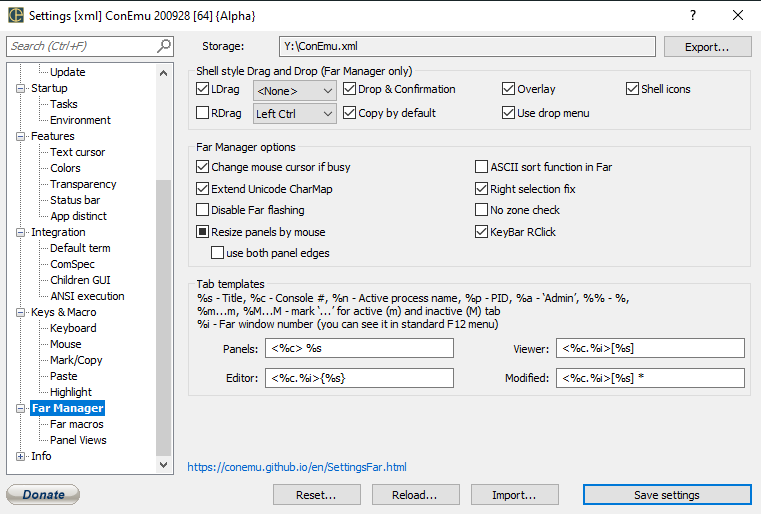 Settings [xml] ConEmu 200928 [64] {Alpha}
Search (Ctrl+F)
Update
Startup
Tasks
Environment
Features
Text cursor
Colors
Transparency
Status bar
App distinct
Integration
Default term
ComSpec
Children GUI
ANSI execution
Keys & Macro
Keyboard
Mouse
Mark/Copy
Paste
Highlight
Far Manager
Far macros
Panel Views
Info
Storage: Y:\ConEmu.xml Export...
Shell style Drag and Drop (Far Manager only)
LDrag <None> Drop & Confirmation Overlay Shell icons
RDrag Left Ctrl Copy by default Use drop menu
Far Manager options
Change mouse cursor if busy ASCII sort function in Far
Extend Unicode CharMap Right selection fix
Disable Far flashing No zone check
Resize panels by mouse KeyBar RClick
use both panel edges
Tab templates
%s - Title, %c - Console #, %n - Active process name, %p - PID, %a - ‘Admin’, %% - %,
%m...m, %M...M - mark ‘...’ for active (m) and inactive (M) tab
%i - Far window number (you can see it in standard F12 menu)
Panels: <%c> %s Viewer: <%c.%i>[%s]
Editor: <%c.%i>{%s} Modified: <%c.%i>[%s] *
https://conemu.github.io/en/SettingsFar.html
Donate Reset... Reload... Import... Save settings